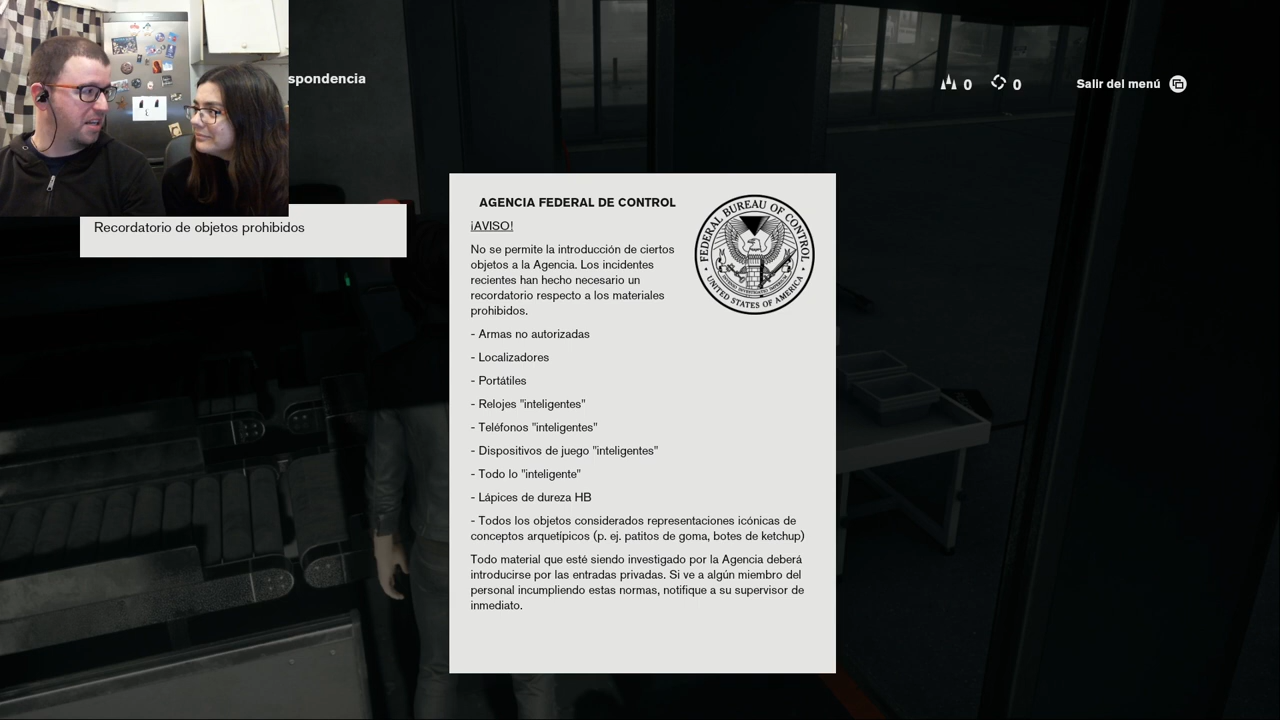 spondencia
0
0
Salir del menú
Recordatorio de objetos prohibidos
AGENCIA FEDERAL DE CONTROL
¡AVISO!
No se permite la introducción de ciertos
objetos a la Agencia. Los incidentes
recientes han hecho necesario un
recordatorio respecto a los materiales
prohibidos.
- Armas no autorizadas
- Localizadores
- Portátiles
- Relojes "inteligentes"
- Teléfonos "inteligentes"
- Dispositivos de juego "inteligentes"
- Todo lo "inteligente"
- Lápices de dureza HB
- Todos los objetos considerados representaciones icónicas de
conceptos arquetípicos (p. ej. patitos de goma, botes de ketchup)
Todo material que esté siendo investigado por la Agencia deberá
introducirse por las entradas privadas. Si ve a algún miembro del
personal incumpliendo estas normas, notifique a su supervisor de
inmediato.
FEDERAL BUREAU OF CONTROL
UNITED STATES OF AMERICA